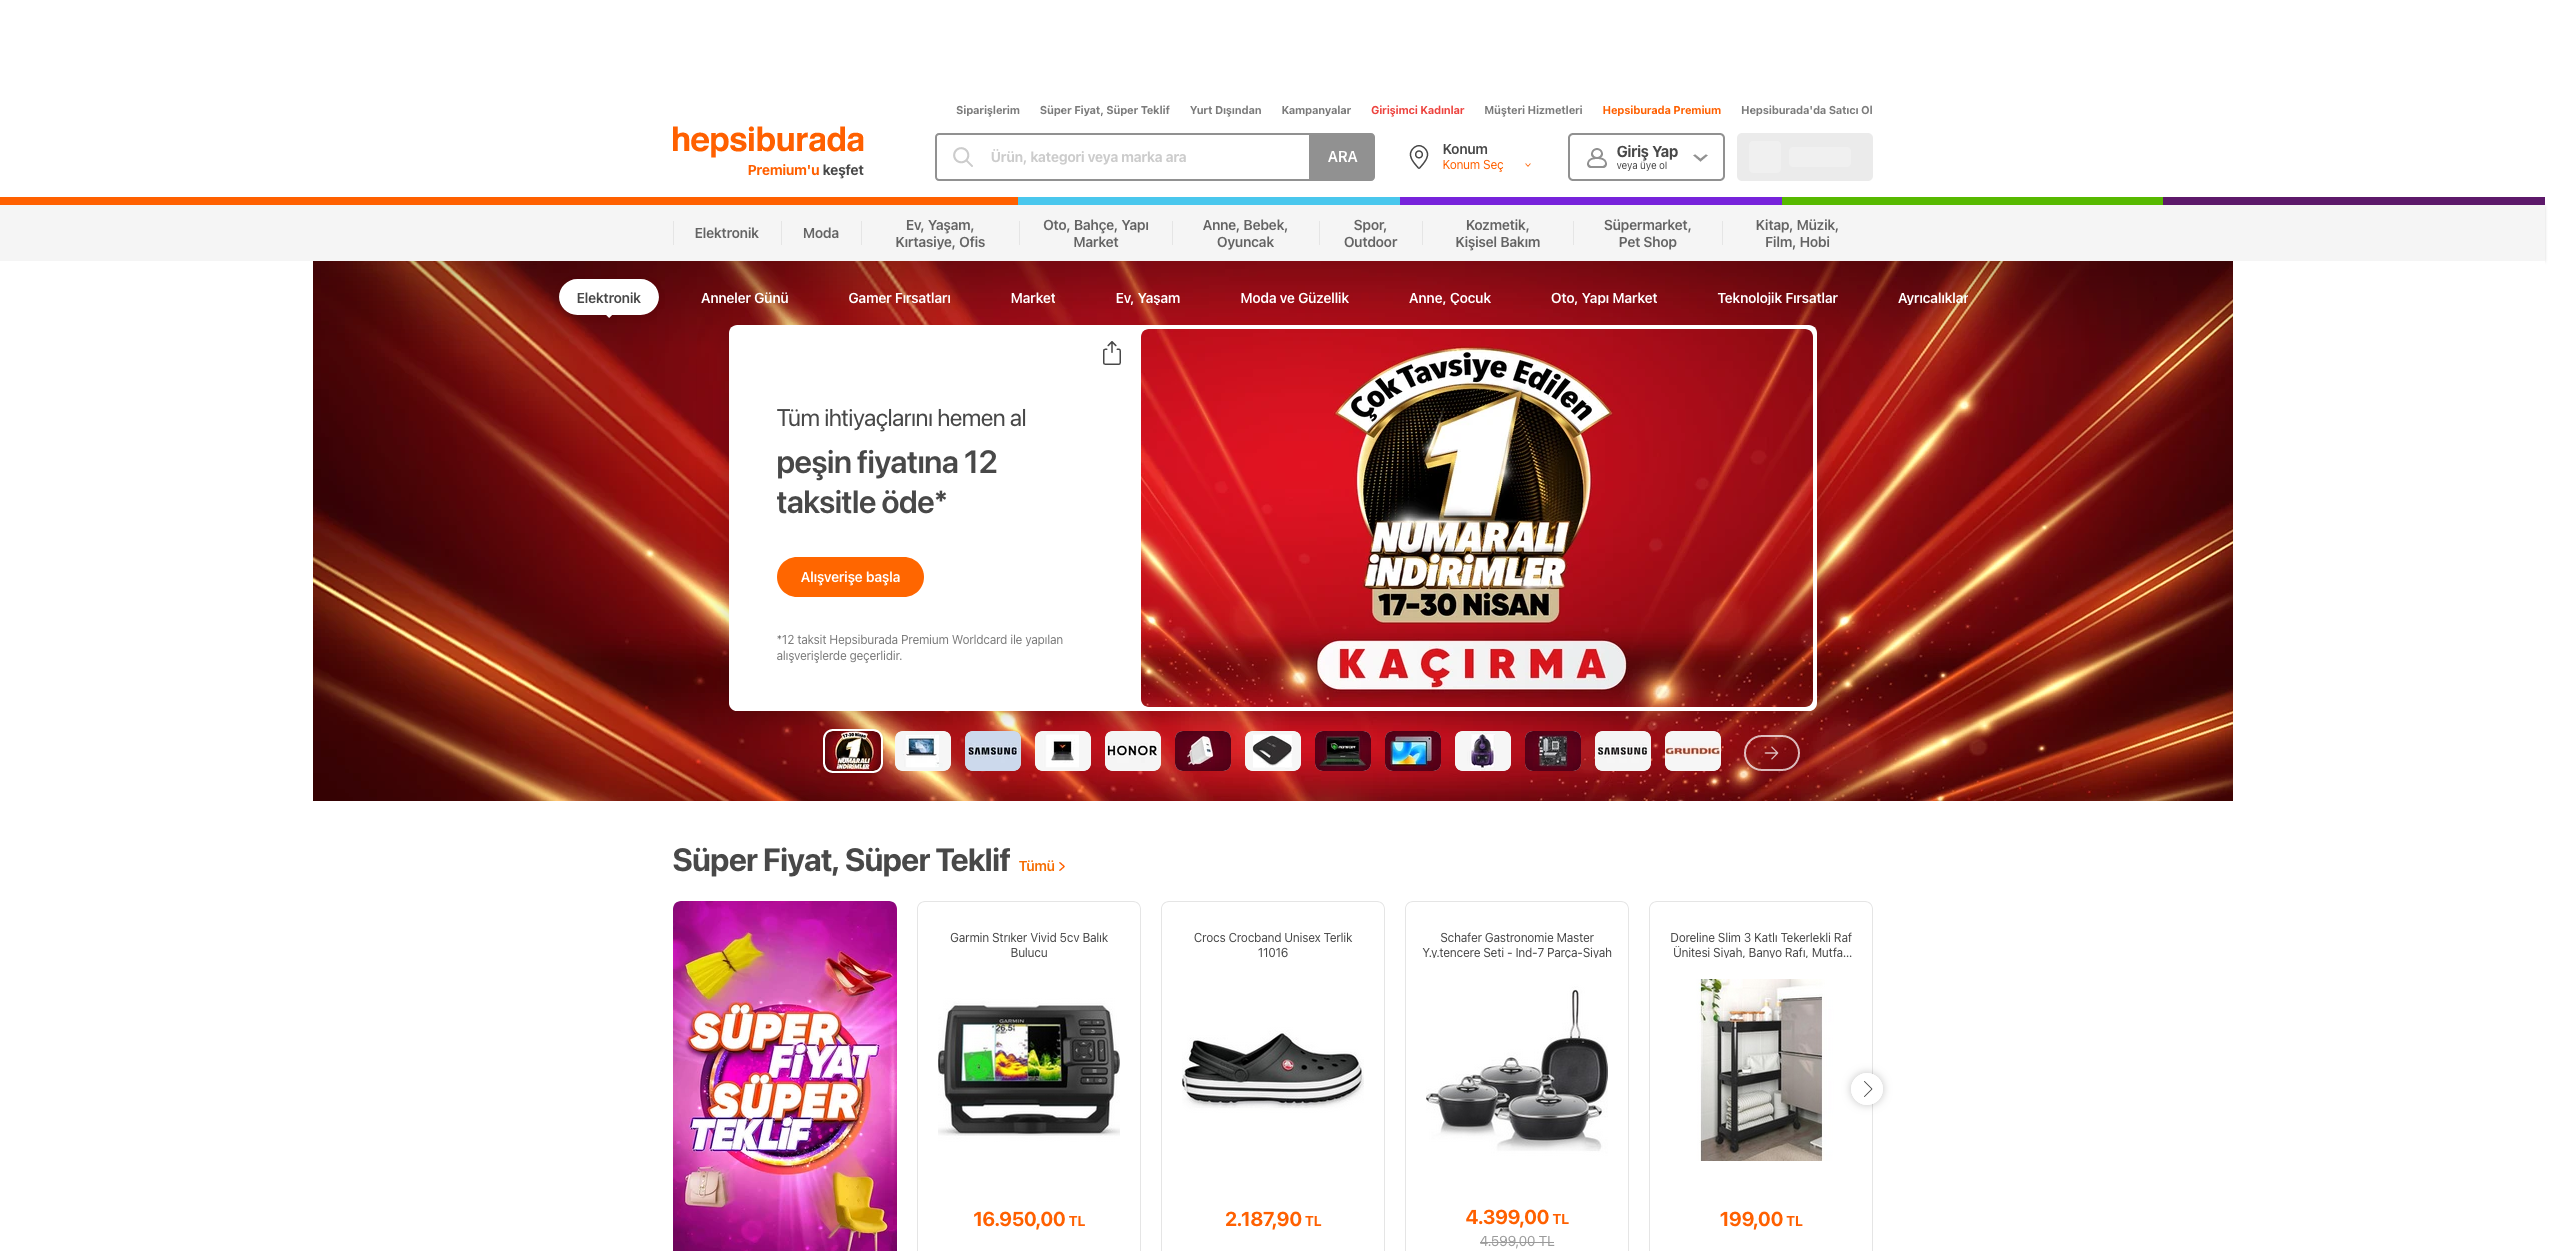 Siparişlerim Süper Fiyat, Süper Teklif Yurt Dışından Kampanyalar Girişimci Kadınlar Müşteri Hizmetleri Hepsiburada Premium Hepsiburada'da Satıcı Ol
hepsiburada
Premium'u keşfet
Ürün, kategori veya marka ara
ARA
Konum
Konum Seç
Giriş Yap
veya üye ol
Elektronik
Moda
Ev, Yaşam,
Kırtasiye, Ofis
Oto, Bahçe, Yapı
Market
Anne, Bebek,
Oyuncak
Spor,
Outdoor
Kozmetik,
Kişisel Bakım
Süpermarket,
Pet Shop
Kitap, Müzik,
Film, Hobi
Elektronik Anneler Günü Gamer Fırsatları Market Ev, Yaşam Moda ve Güzellik Anne, Çocuk Oto, Yapı Market Teknolojik Fırsatlar Ayrıcalıklar
Tüm ihtiyaçlarını hemen al
peşin fiyatına 12
taksitle öde*
Alışverişe başla
*12 taksit Hepsiburada Premium Worldcard ile yapılan
alışverişlerde geçerlidir.
Çok Tavsiye Edilen
1
NUMARALI
İNDİRİMLER
17-30 NİSAN
KAÇIRMA
1
NUMARALI
İNDİRİMLER
SAMSUNG
HONOR
SAMSUNG
GRUNDIG
Süper Fiyat, Süper Teklif Tümü >
SÜPER
FİYAT
SÜPER
TEKLİF
Garmin Strıker Vivid 5cv Balık
Bulucu
GARMIN
26.5
16.950,00 TL
Crocs Crocband Unisex Terlik
11016
2.187,90 TL
Schafer Gastronomie Master
Y.y.tencere Seti - Ind-7 Parça-Siyah
4.399,00 TL
4.599,00 TL
Doreline Slim 3 Katlı Tekerlekli Raf
Ünitesi Siyah, Banyo Rafı, Mutfa...
199,00 TL